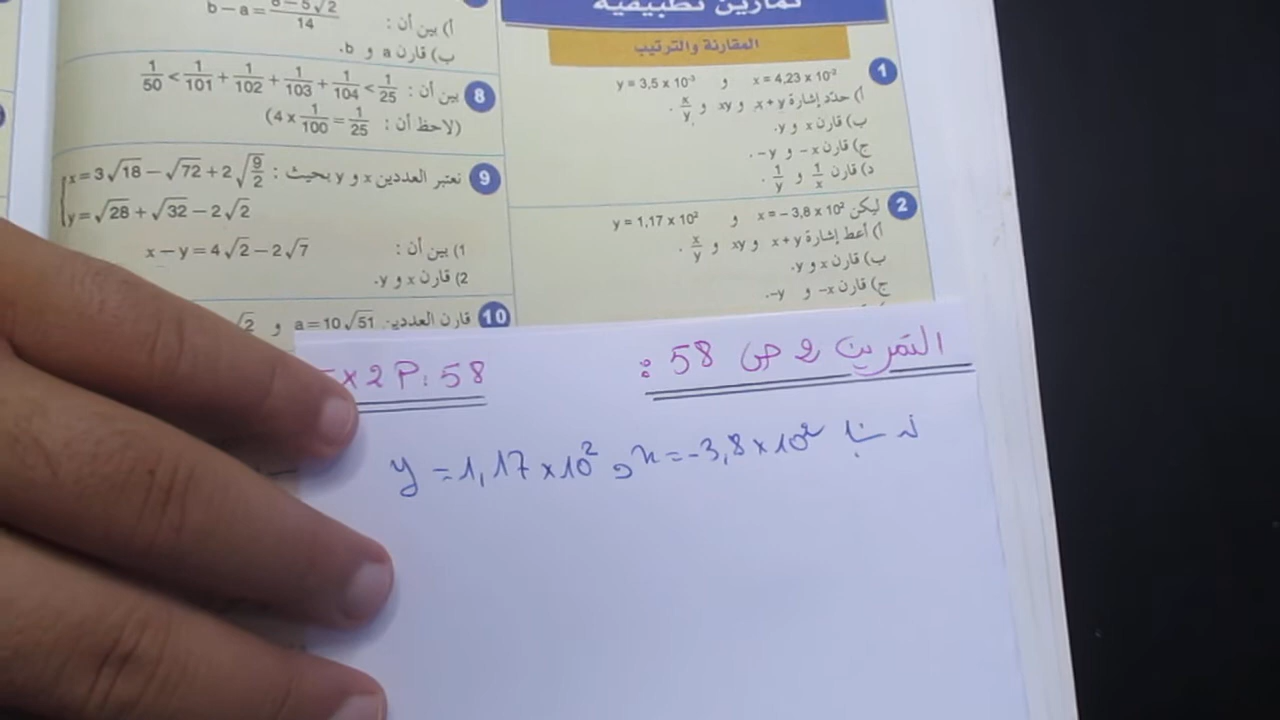 تمارين تطبيقية
المقارنة والترتيب
1 x = 4,23 x 10⁻² و y = 3,5 x 10⁻³
أ) حدّد إشارة x + y و xy و x/y .
ب) قارن x و y.
ج) قارن x- و y- .
د) قارن 1/x و 1/y .
2 ليكن x = − 3,8 x 10² و y = 1,17 x 10²
أ) أعط إشارة x + y و xy و x/y .
ب) قارن x و y.
ج) قارن x- و y-.
أ) بين أن : b − a = 5√2/14
ب) قارن a و b.
8 بين أن : 1/50 < 1/101 + 1/102 + 1/103 + 1/104 < 1/25
(لاحظ أن : 4 x 1/100 = 1/25)
9 نعتبر العددين x و y بحيث : x = 3√18 − √72 + 2√(9/2)
y = √28 + √32 − 2√2
1) بين أن : x − y = 4√2 − 2√7
2) قارن x و y.
10 قارن العددين a = 10√51 و √2
التمرين 2 ص 58 :
x 2 P: 58
لدينا x = -3,8 x 10² و y = 1,17 x 10²